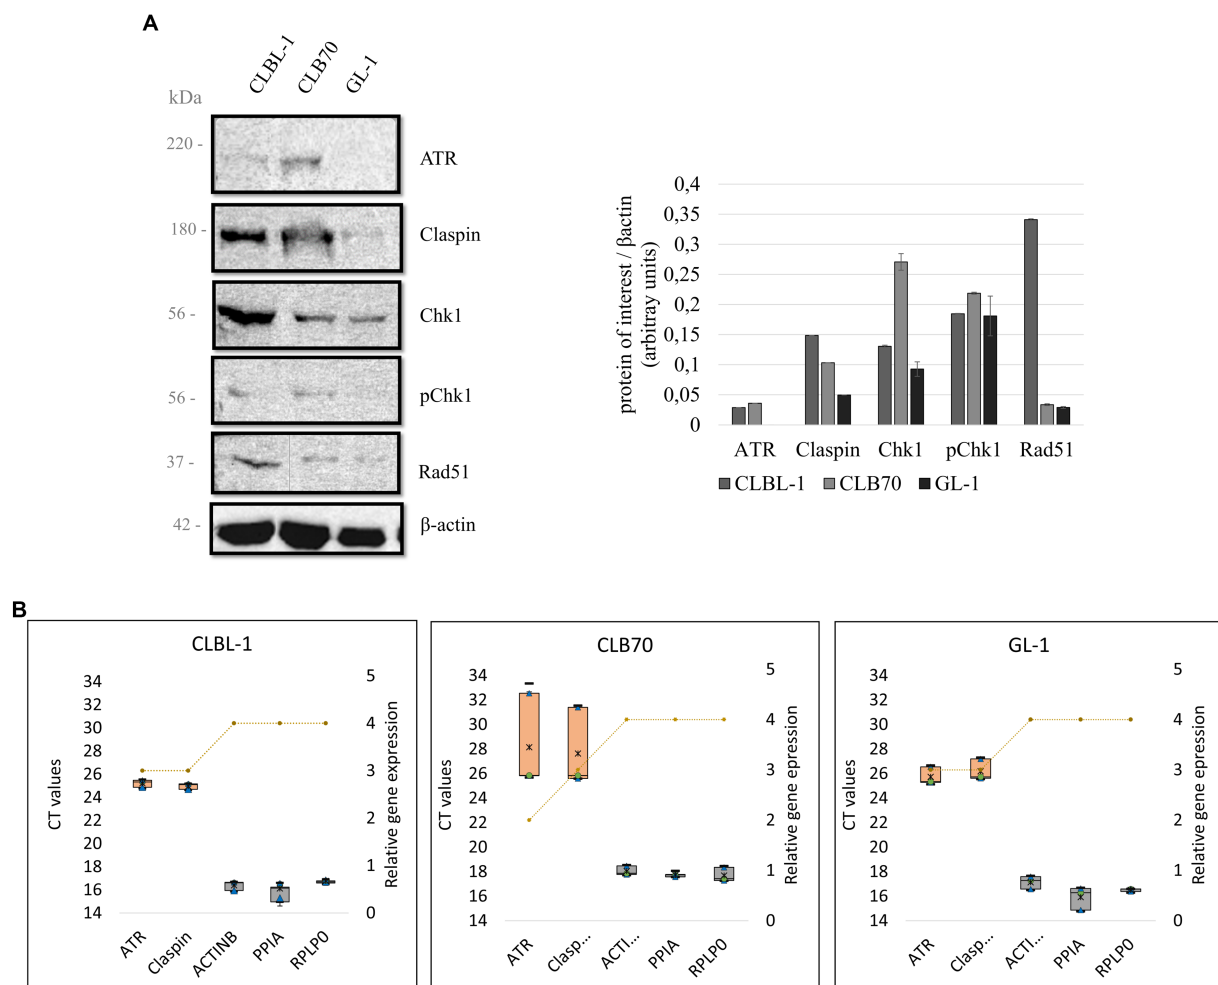 A
CLBL-1 CLB70 GL-1
kDa
220 -
ATR
180 -
Claspin
56 -
Chk1
56 -
pChk1
37 -
Rad51
42 -
β-actin
protein of interest / βactin
(arbitray units)
0,4
0,35
0,3
0,25
0,2
0,15
0,1
0,05
0
ATR Claspin Chk1 pChk1 Rad51
CLBL-1 CLB70 GL-1
B
CLBL-1
CT values
34
32
30
28
26
24
22
20
18
16
14
5
4
3
2
1
0
Relative gene expression
ATR Claspin ACTINB PPIA RPLP0
CLB70
CT values
34
32
30
28
26
24
22
20
18
16
14
5
4
3
2
1
0
Relative gene epression
ATR Clasp... ACTI... PPIA RPLP0
GL-1
CT values
34
32
30
28
26
24
22
20
18
16
14
5
4
3
2
1
0
Relative gene epression
ATR Clasp... ACTI... PPIA RPLP0